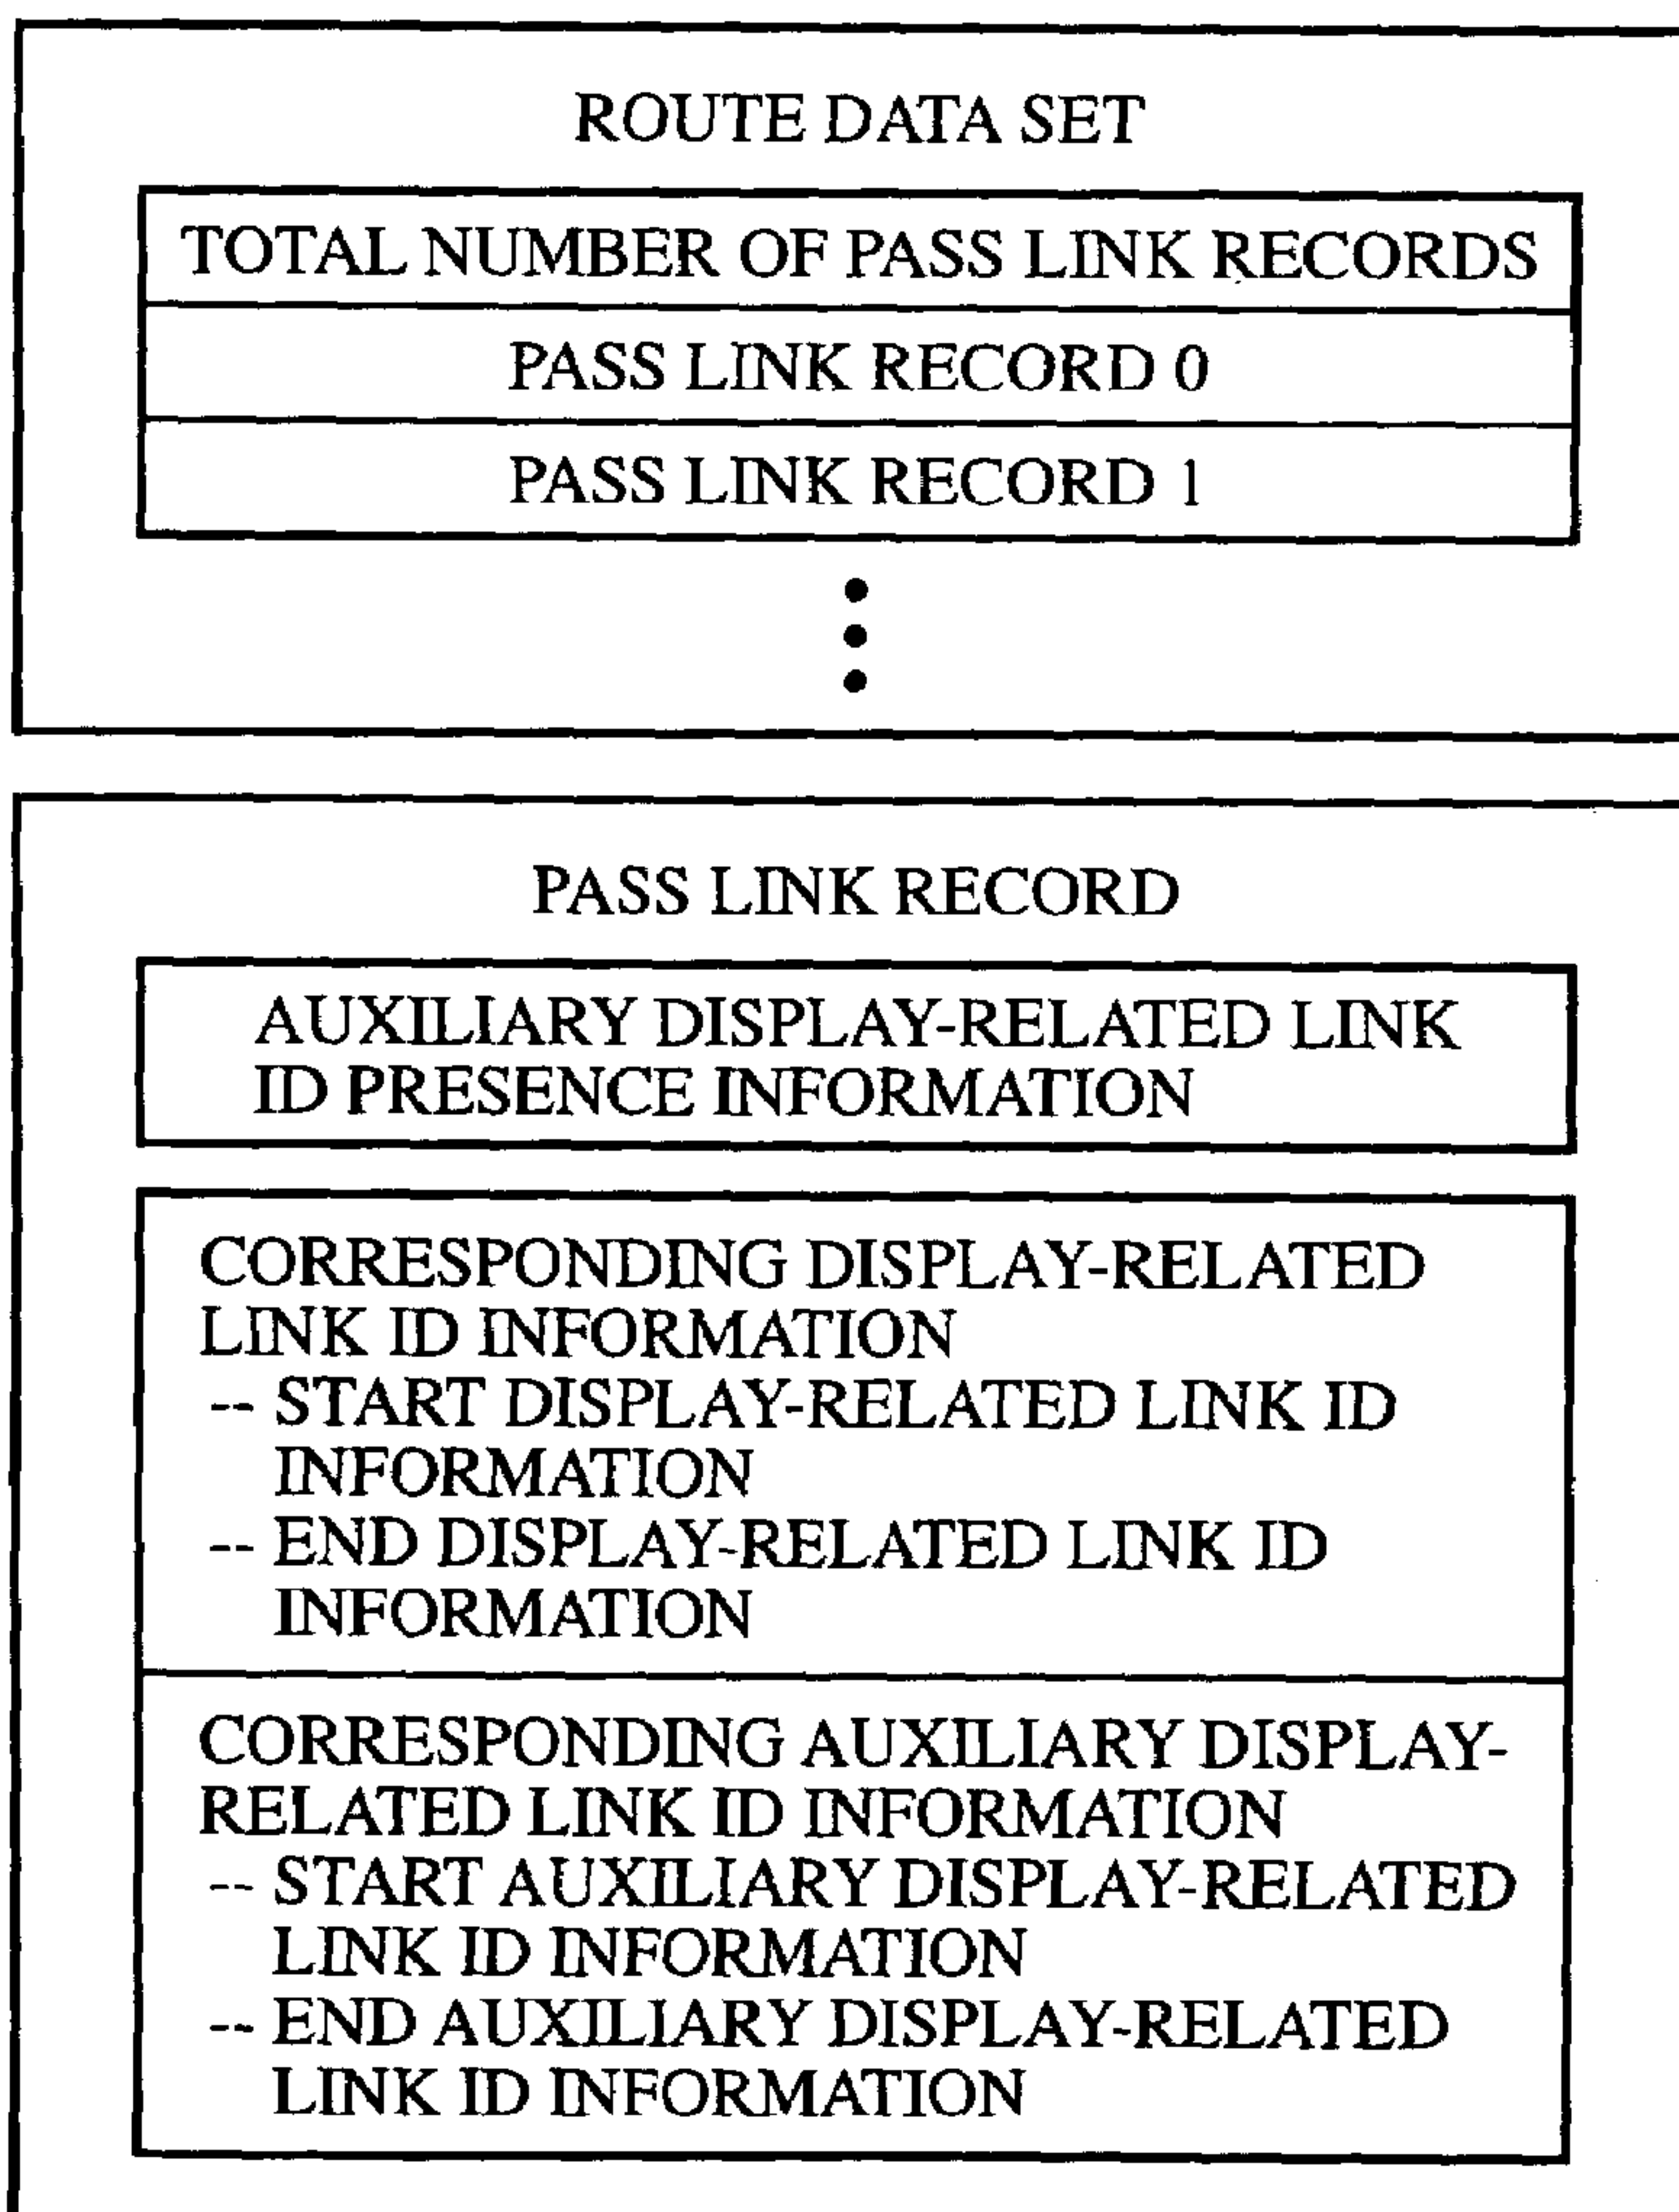 ROUTE DATA SET
TOTAL NUMBER OF PASS LINK RECORDS
PASS LINK RECORD 0
PASS LINK RECORD 1
PASS LINK RECORD
AUXILIARY DISPLAY-RELATED LINK
ID PRESENCE INFORMATION
CORRESPONDING DISPLAY-RELATED
LINK ID INFORMATION
-- START DISPLAY-RELATED LINK ID
INFORMATION
-- END DISPLAY-RELATED LINK ID
INFORMATION
CORRESPONDING AUXILIARY DISPLAY-
RELATED LINK ID INFORMATION
-- START AUXILIARY DISPLAY-RELATED
LINK ID INFORMATION
-- END AUXILIARY DISPLAY-RELATED
LINK ID INFORMATION